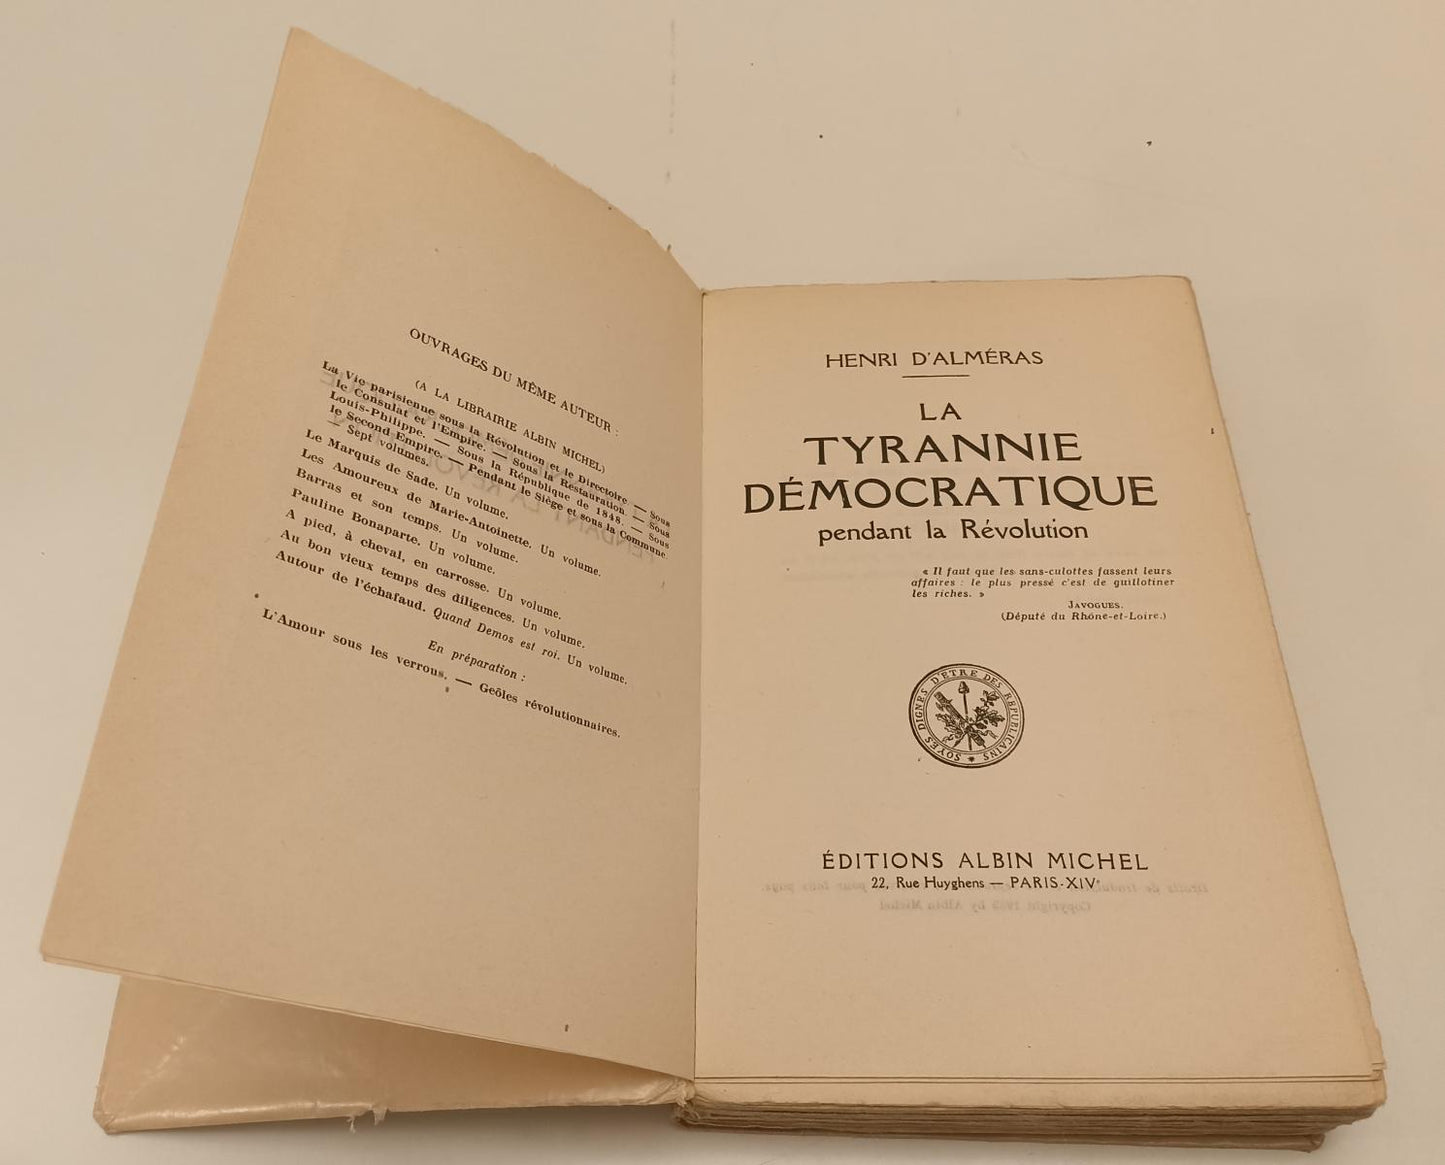 OUVRAGES DU MÊME AUTEUR :
(A LA LIBRAIRIE ALBIN MICHEL)
La Vie parisienne sous la Révolution et le Directoire — Sous
le Consulat et l'Empire. — Sous la Restauration. — Sous
Louis-Philippe. — Sous la République de 1848. — Sous
le Second Empire. — Pendant le Siège et sous la Commune.
— Sept volumes.
Le Marquis de Sade. Un volume.
Les Amoureux de Marie-Antoinette. Un volume.
Barras et son temps. Un volume.
Pauline Bonaparte. Un volume.
A pied, à cheval, en carrosse. Un volume.
Au bon vieux temps des diligences. Un volume.
Autour de l'échafaud. Quand Demos est roi. Un volume.
En préparation :
L'Amour sous les verrous. — Geôles révolutionnaires.
HENRI D'ALMÉRAS
LA
TYRANNIE
DÉMOCRATIQUE
pendant la Révolution
« Il faut que les sans-culottes fassent leurs
affaires : le plus pressé c'est de guillotiner
les riches. »
JAVOGUES.
(Député du Rhône-et-Loire.)
SOYES DIGNES D'ETRE DES REPUBLICAINS
ÉDITIONS ALBIN MICHEL
22, Rue Huyghens — PARIS-XIVe